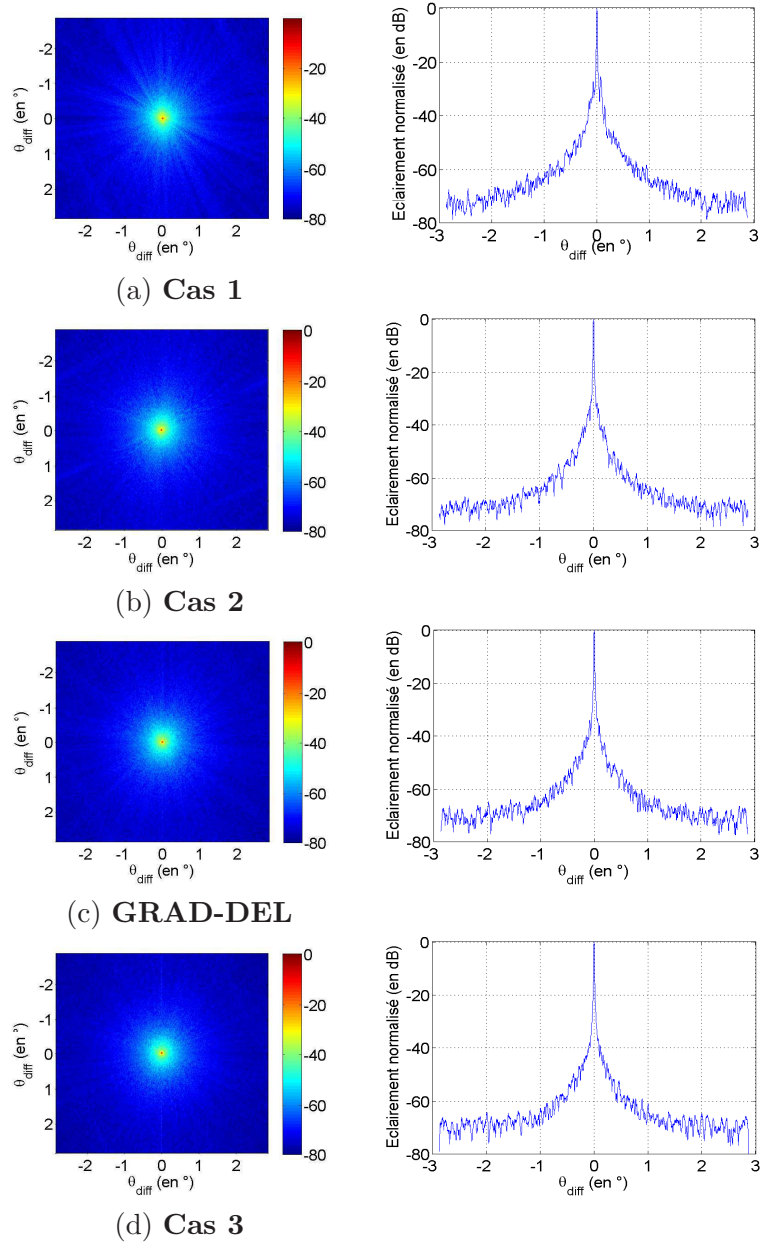 -2
-1
0
1
2
θdiff (en °)
-2 -1 0 1 2
θdiff (en °)
-20
-40
-60
-80
0
-20
-40
-60
-80
Eclairement normalisé (en dB)
-3 -2 -1 0 1 2 3
θdiff (en °)
(a) Cas 1
-2
-1
0
1
2
θdiff (en °)
-2 -1 0 1 2
θdiff (en °)
0
-20
-40
-60
-80
0
-20
-40
-60
-80
Eclairement normalisé (en dB)
-3 -2 -1 0 1 2 3
θdiff (en °)
(b) Cas 2
-2
-1
0
1
2
θdiff (en °)
-2 -1 0 1 2
θdiff (en °)
0
-20
-40
-60
-80
0
-20
-40
-60
-80
Eclairement normalisé (en dB)
-3 -2 -1 0 1 2 3
θdiff (en °)
(c) GRAD-DEL
-2
-1
0
1
2
θdiff (en °)
-2 -1 0 1 2
θdiff (en °)
0
-20
-40
-60
-80
0
-20
-40
-60
-80
Eclairement normalisé (en dB)
-3 -2 -1 0 1 2 3
θdiff (en °)
(d) Cas 3